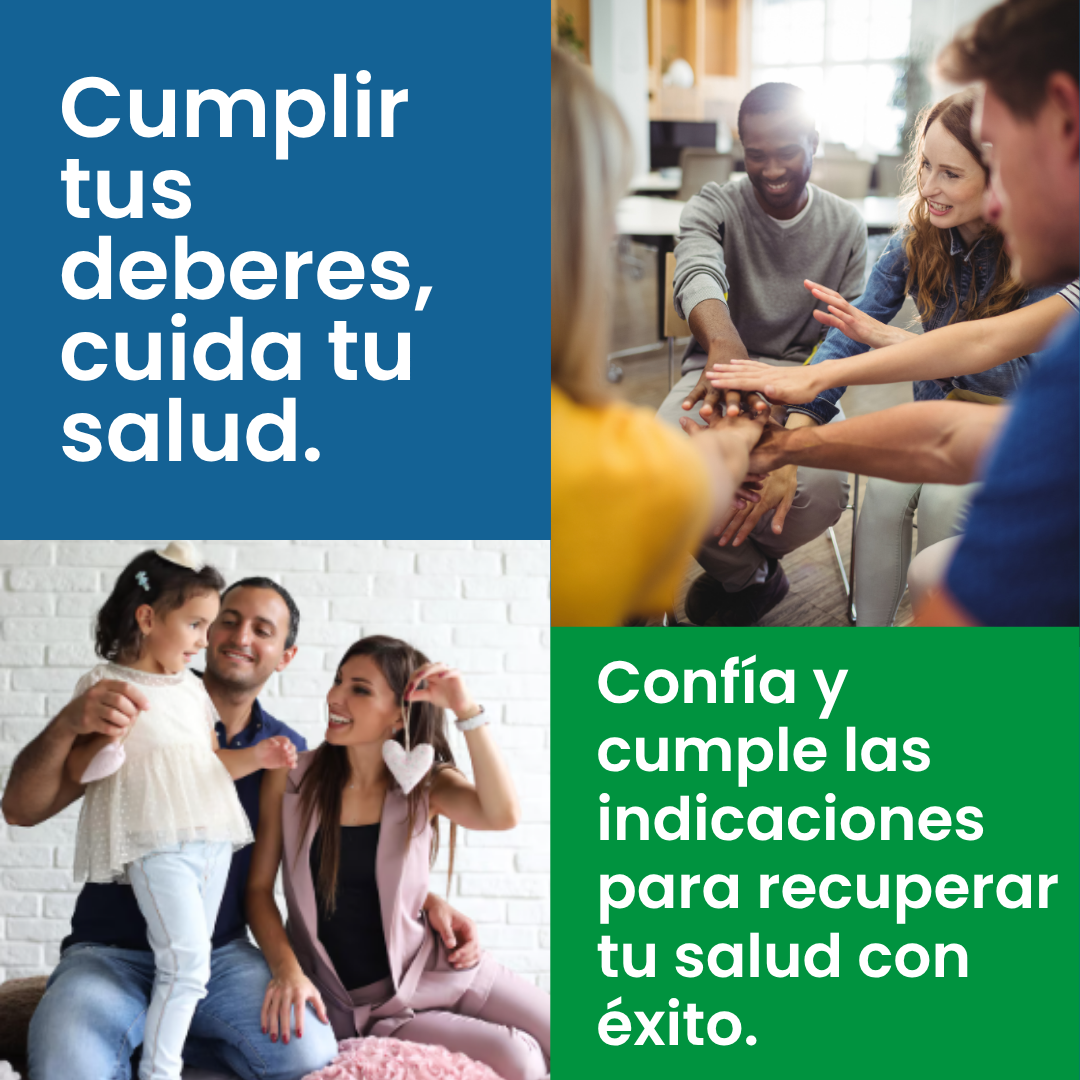 Cumplir
tus
deberes,
cuida tu
salud.
Confía y
cumple las
indicaciones
para recuperar
tu salud con
éxito.